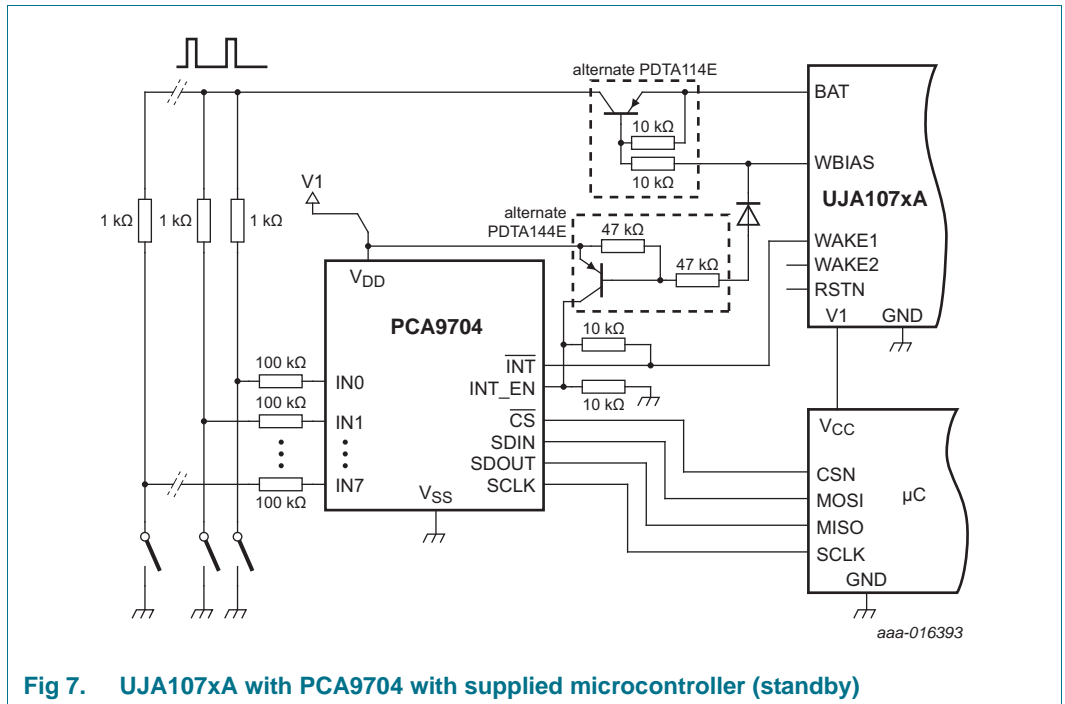 alternate PDTA114E
BAT
10 kΩ
10 kΩ
WBIAS
UJA107xA
V1
1 kΩ
1 kΩ
1 kΩ
alternate
PDTA144E
47 kΩ
47 kΩ
WAKE1
WAKE2
RSTN
V1
GND
VDD
PCA9704
10 kΩ
INT
INT_EN
10 kΩ
100 kΩ
IN0
100 kΩ
IN1
IN7
100 kΩ
CS
SDIN
SDOUT
SCLK
VSS
VCC
CSN
MOSI
µC
MISO
SCLK
GND
aaa-016393
Fig 7. UJA107xA with PCA9704 with supplied microcontroller (standby)